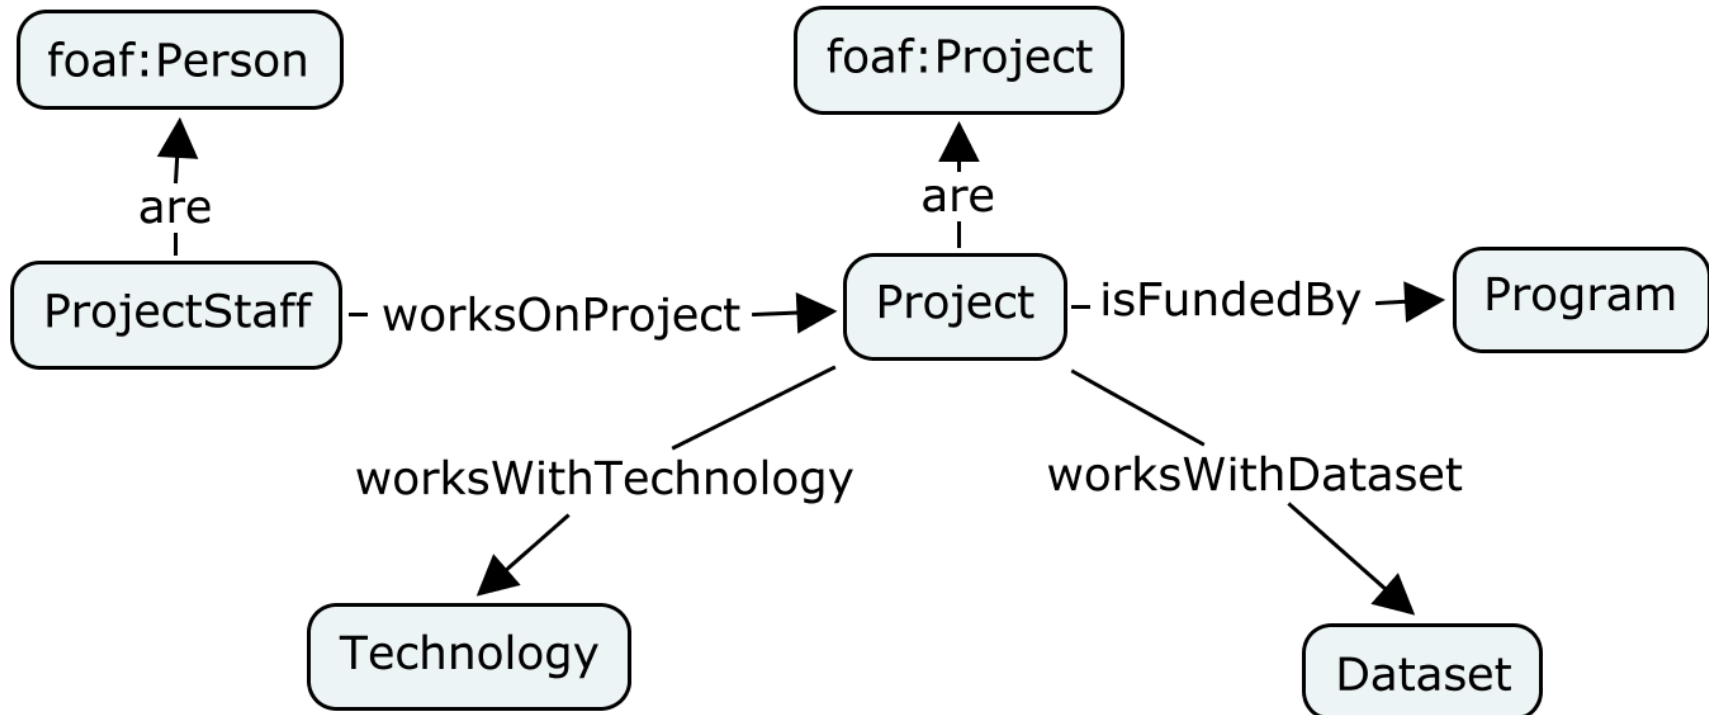 foaf:Person
foaf:Project
are
are
ProjectStaff
worksOnProject
Project
isFundedBy
Program
worksWithTechnology
worksWithDataset
Technology
Dataset